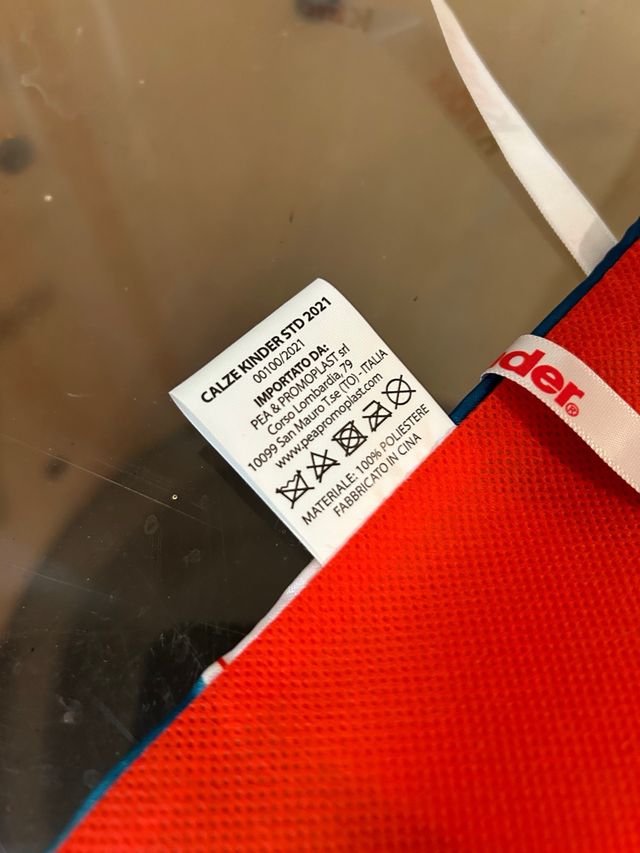 CALZE KINDER STD 2021
00100/2021
IMPORTATO DA:
PEA & PROMOPLAST srl
Corso Lombardia, 79
10099 San Mauro T.se (TO) - ITALIA
www.peapromoplast.com
MATERIALE: 100% POLIESTERE
FABBRICATO IN CINA
nder®